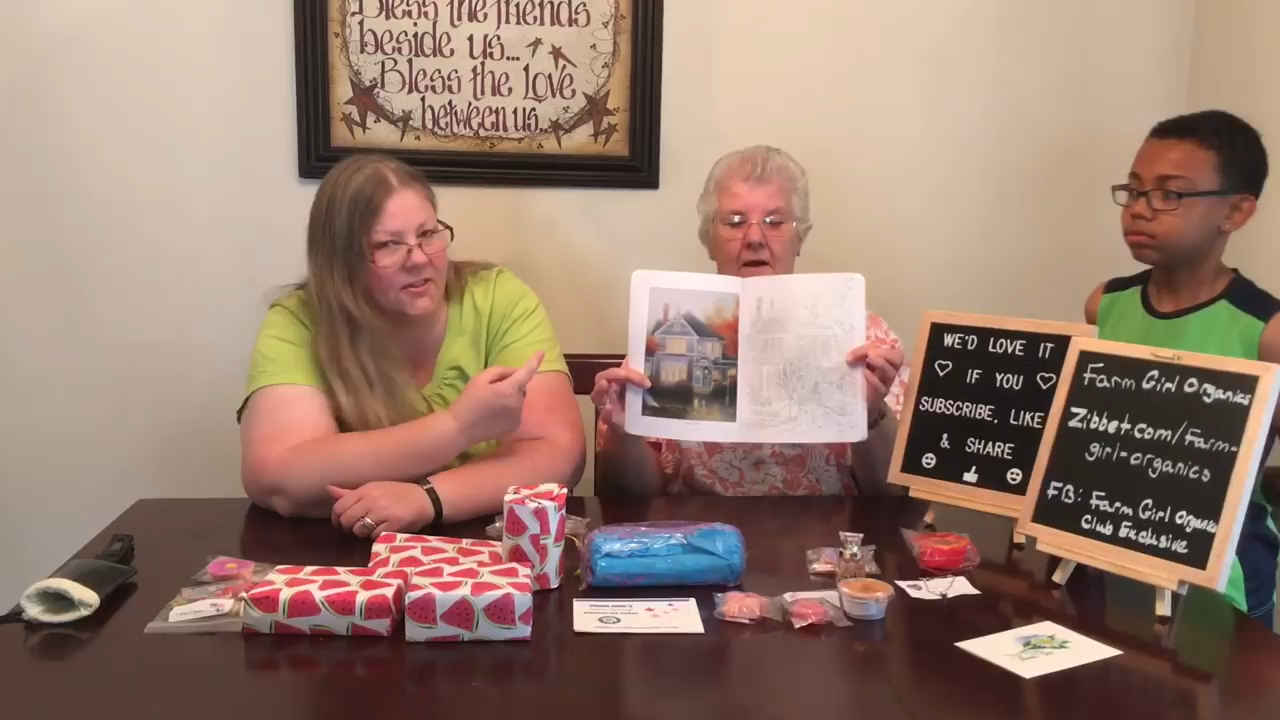 Bless the friends
beside us...
Bless the Love
between us...
WE'D LOVE IT
IF YOU
SUBSCRIBE, LIKE
& SHARE
Farm Girl Organics
Zibbet.com/Farm-
girl-organics
FB: Farm Girl Organics
Club Exclusive